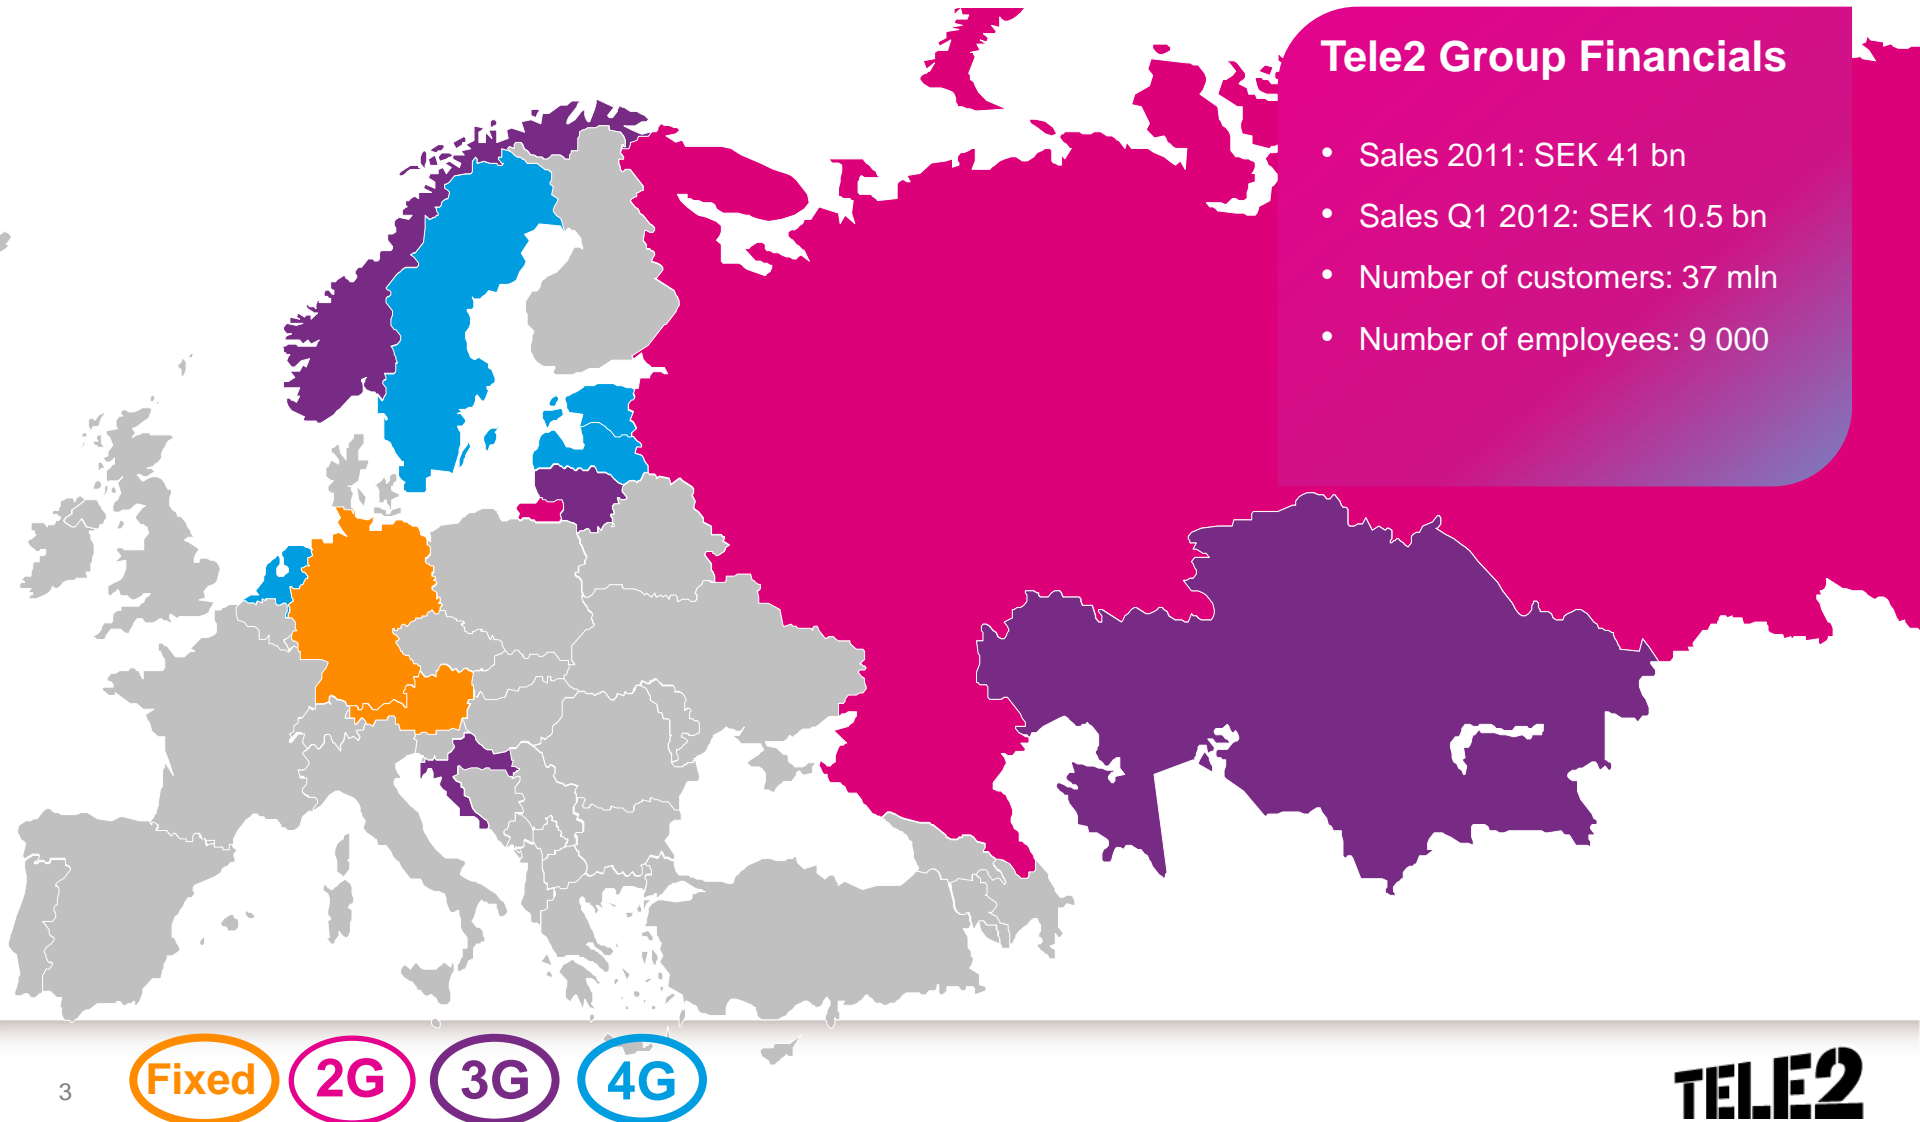 Tele2 Group Financials
• Sales 2011: SEK 41 bn
• Sales Q1 2012: SEK 10.5 bn
• Number of customers: 37 mln
• Number of employees: 9 000
3
Fixed 2G 3G 4G
TELE2